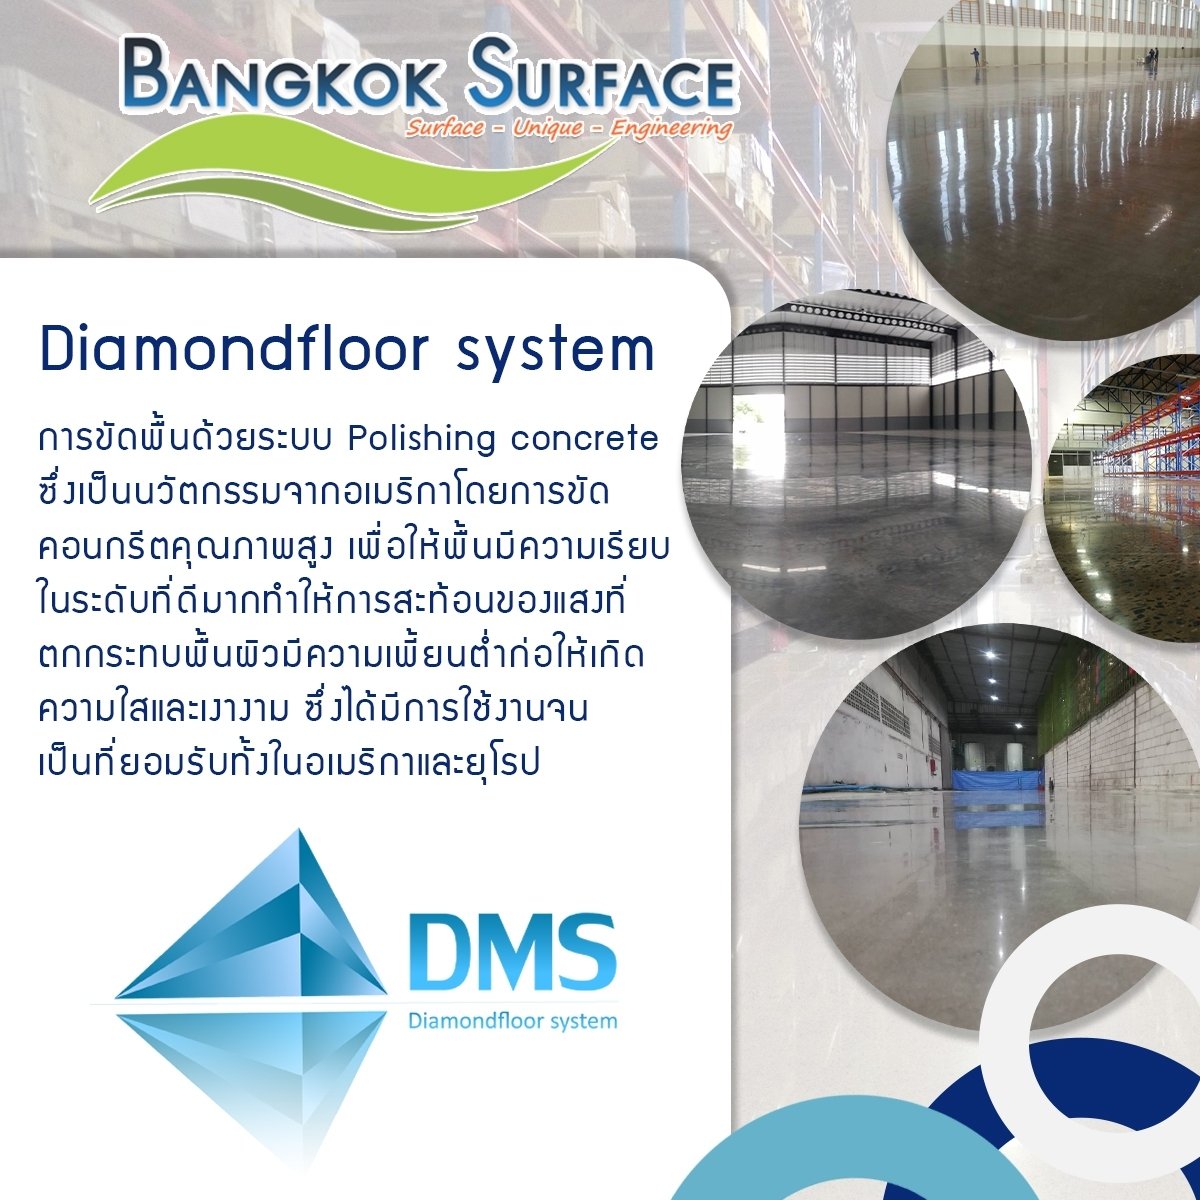 BANGKOK SURFACE
Surface - Unique - Engineering
Diamondfloor system
การขัดพื้นด้วยระบบ Polishing concrete
ซึ่งเป็นนวัตกรรมจากอเมริกาโดยการขัด
คอนกรีตคุณภาพสูง เพื่อให้พื้นมีความเรียบ
ในระดับที่ดีมากทำให้การสะท้อนของแสงที่
ตกกระทบพื้นผิวมีความเพี้ยนต่ำก่อให้เกิด
ความใสและเงางาม ซึ่งได้มีการใช้งานจน
เป็นที่ยอมรับทั้งในอเมริกาและยุโรป
DMS
Diamondfloor system